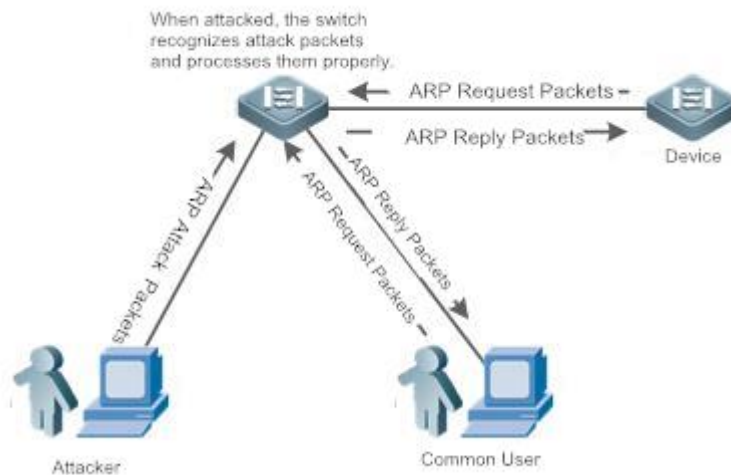 When attacked, the switch
recognizes attack packets
and processes them properly.
ARP Request Packets
ARP Reply Packets
Device
ARP Attack Packets
ARP Reply Packets
ARP Request Packets
Attacker
Common User